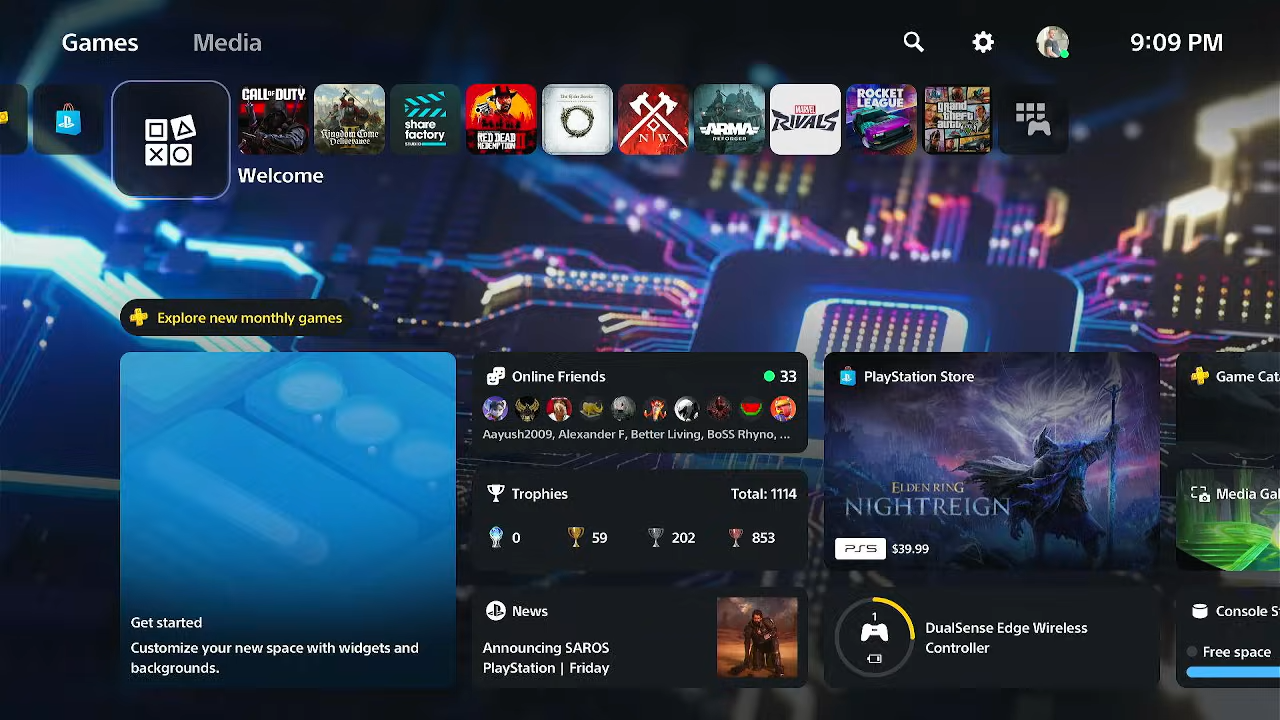 Games
Media
9:09 PM
CALL OF DUTY
Kingdom Come
Deliverance
share
factory
STUDIO
RED DEAD
REDEMPTION II
The Elder Scrolls
N W
ARMA
REFORGER
MARVEL
RIVALS
ROCKET
LEAGUE
grand
theft
auto
Welcome
Explore new monthly games
Get started
Customize your new space with widgets and
backgrounds.
Online Friends
33
Aayush2009, Alexander F, Better Living, BoSS Rhyno, ...
Trophies
Total: 1114
0
59
202
853
News
Announcing SAROS
PlayStation | Friday
PlayStation Store
ELDEN RING
NIGHTREIGN
PS5
$39.99
1
DualSense Edge Wireless
Controller
Game Cat
Media Gal
Console S
Free space